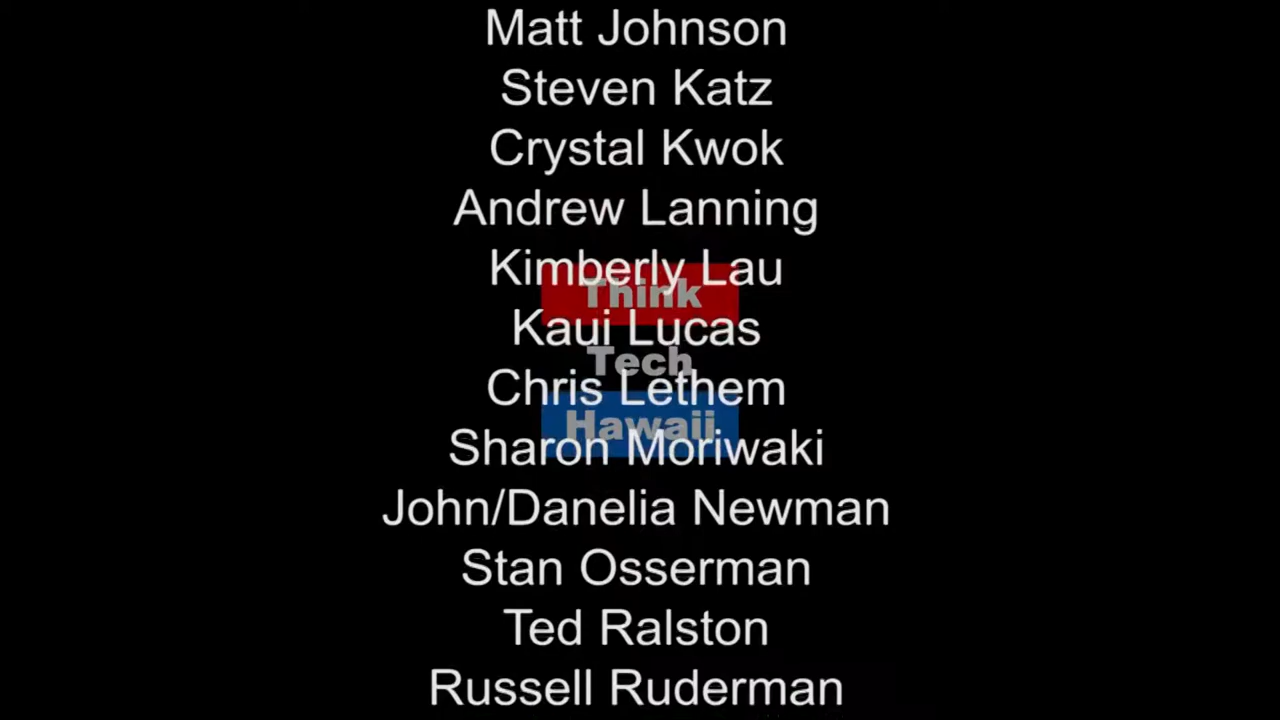 Matt Johnson
Steven Katz
Crystal Kwok
Andrew Lanning
Kimberly Lau
Think
Kaui Lucas
Tech
Chris Lethem
Hawaii
Sharon Moriwaki
John/Danelia Newman
Stan Osserman
Ted Ralston
Russell Ruderman